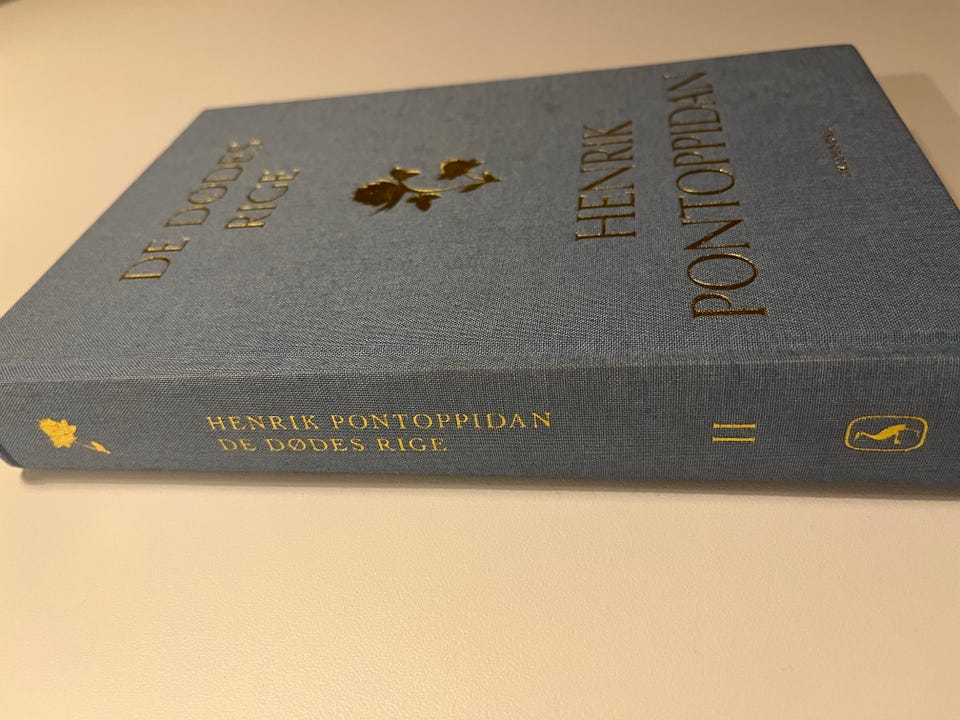 DE DØDES
RIGE
HENRIK
PONTOPPIDAN
HENRIK PONTOPPIDAN
DE DØDES RIGE
II